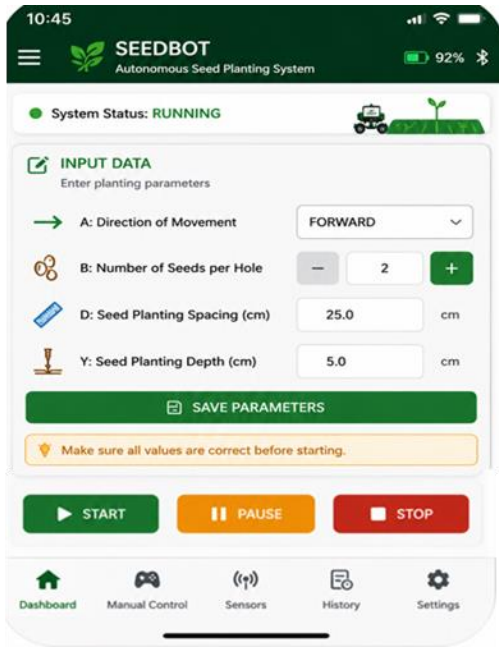 10:45
SEEDBOT
Autonomous Seed Planting System
92%
System Status: RUNNING
INPUT DATA
Enter planting parameters
A: Direction of Movement
FORWARD
B: Number of Seeds per Hole
− 2 +
D: Seed Planting Spacing (cm)
25.0 cm
Y: Seed Planting Depth (cm)
5.0 cm
SAVE PARAMETERS
Make sure all values are correct before starting.
START PAUSE STOP
Dashboard Manual Control Sensors History Settings